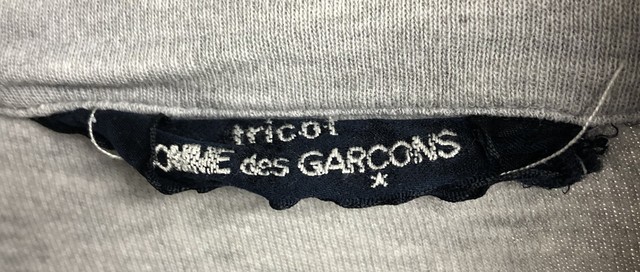 tricot
OMME des GARCONS
*